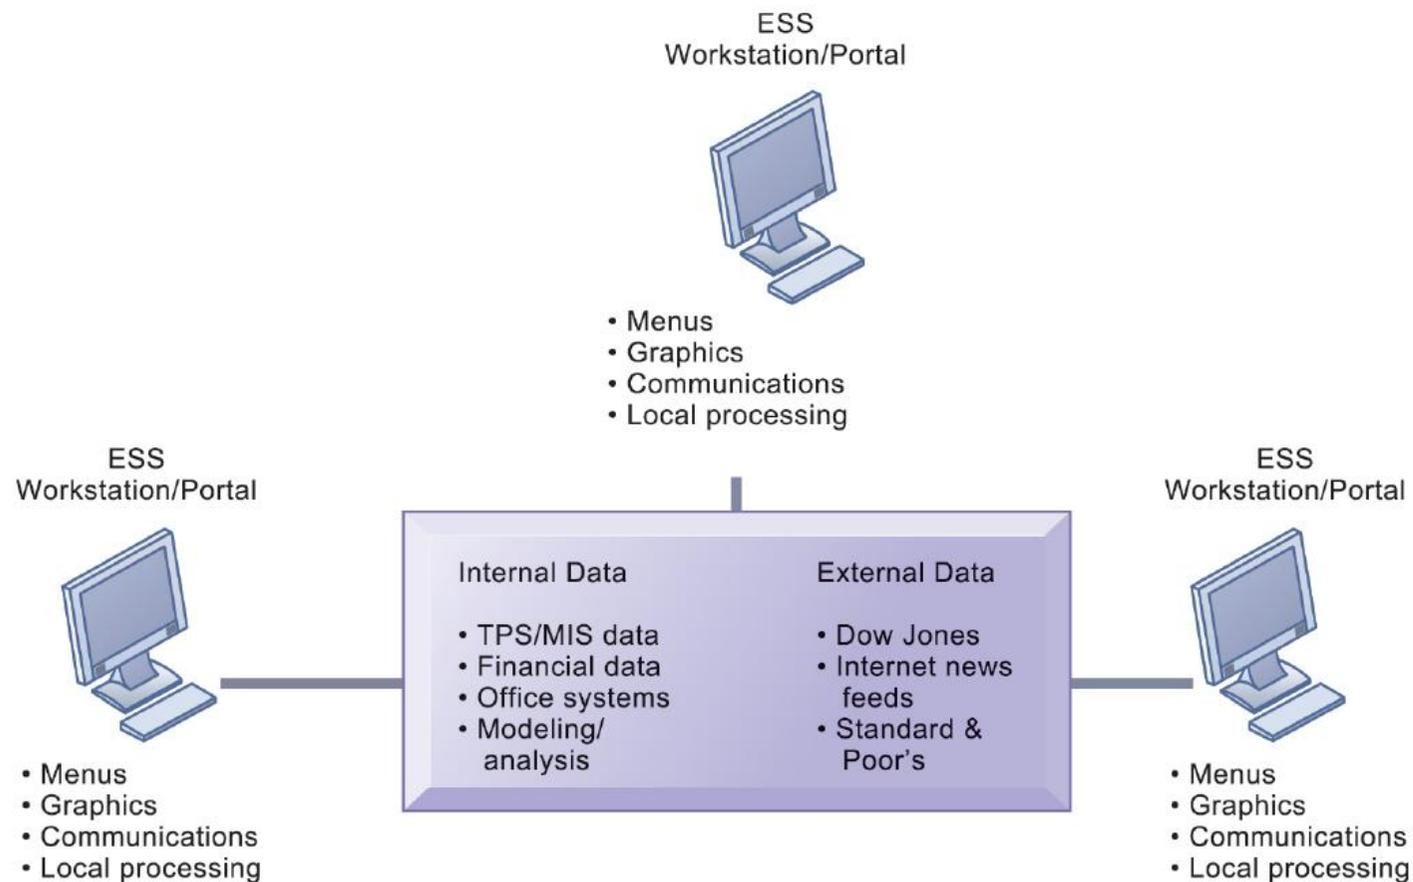 ESS
Workstation/Portal
• Menus
• Graphics
• Communications
• Local processing
ESS
Workstation/Portal
• Menus
• Graphics
• Communications
• Local processing
Internal Data
• TPS/MIS data
• Financial data
• Office systems
• Modeling/
analysis
External Data
• Dow Jones
• Internet news
feeds
• Standard &
Poor’s
ESS
Workstation/Portal
• Menus
• Graphics
• Communications
• Local processing